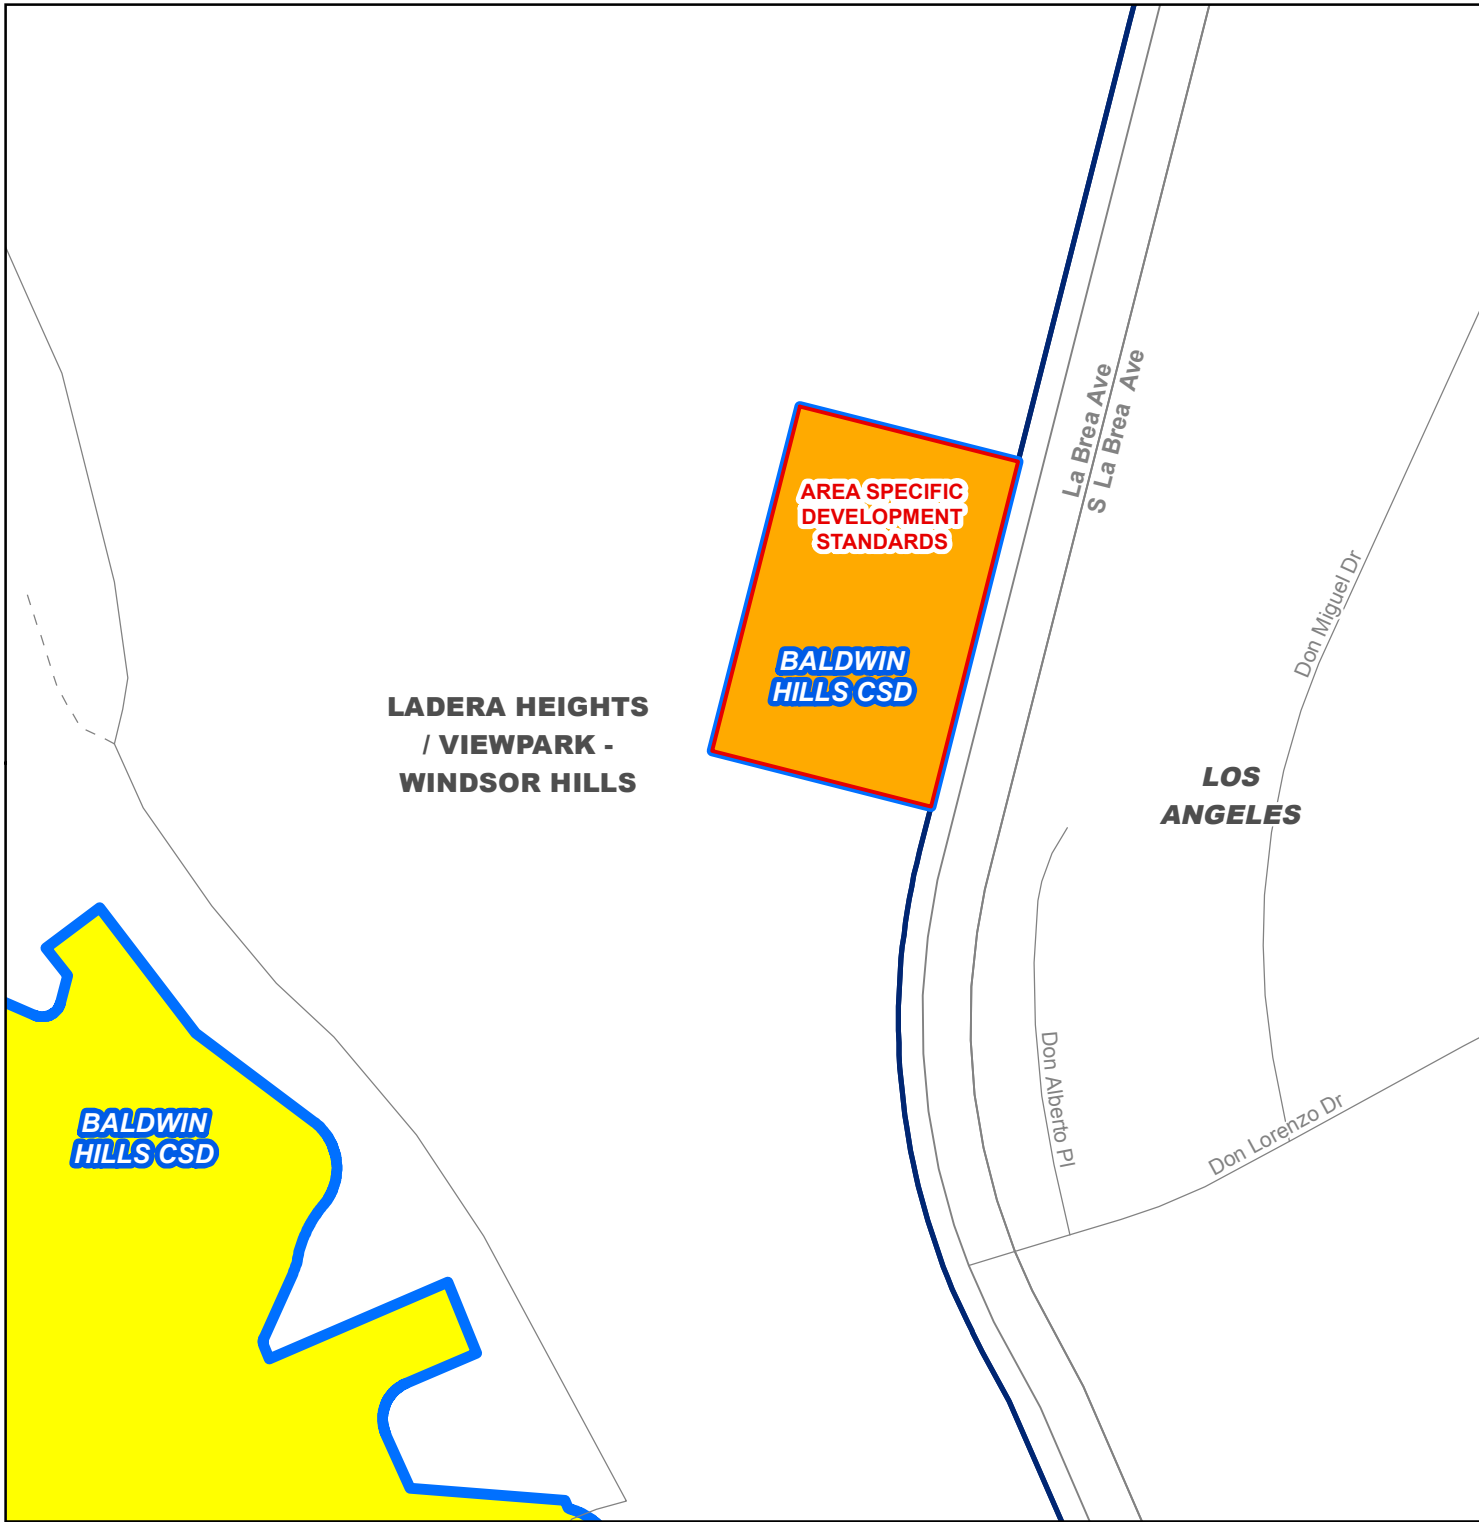 La Brea Ave
S La Brea Ave
AREA SPECIFIC
DEVELOPMENT
STANDARDS
Don Miguel Dr
BALDWIN
HILLS CSD
LADERA HEIGHTS
/ VIEWPARK -
WINDSOR HILLS
LOS
ANGELES
Don Alberto Pl
Don Lorenzo Dr
BALDWIN
HILLS CSD